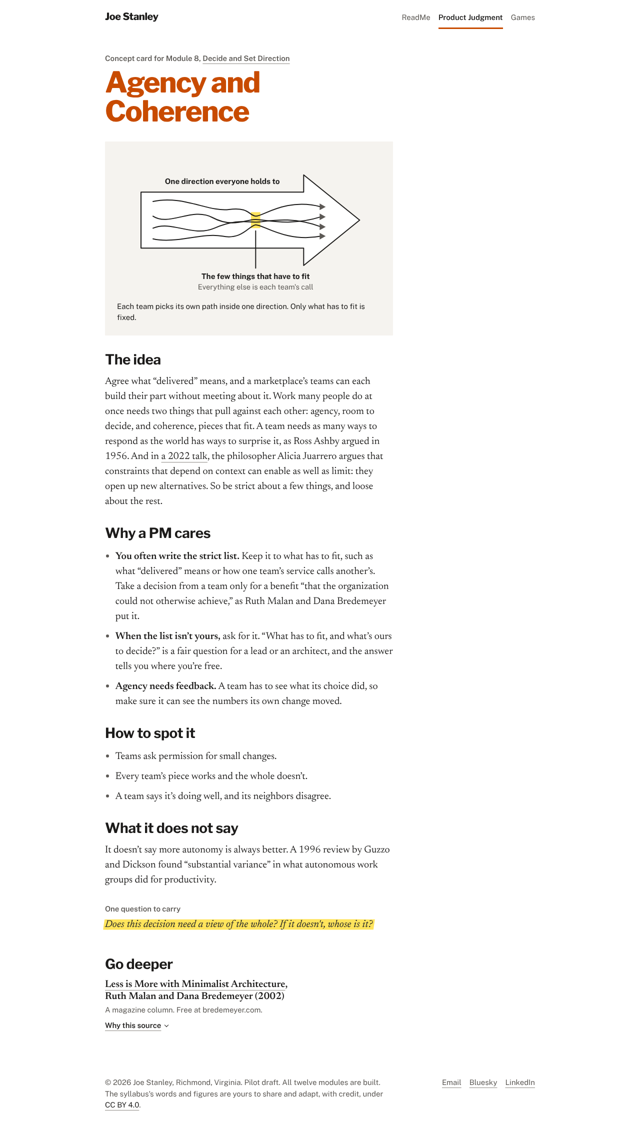 Joe Stanley
ReadMe Product Judgment Games
Concept card for Module 8, Decide and Set Direction
Agency and
Coherence
One direction everyone holds to
The few things that have to fit
Everything else is each team's call
Each team picks its own path inside one direction. Only what has to fit is
fixed.
The idea
Agree what “delivered” means, and a marketplace’s teams can each
build their part without meeting about it. Work many people do at
once needs two things that pull against each other: agency, room to
decide, and coherence, pieces that fit. A team needs as many ways to
respond as the world has ways to surprise it, as Ross Ashby argued in
1956. And in a 2022 talk, the philosopher Alicia Juarrero argues that
constraints that depend on context can enable as well as limit: they
open up new alternatives. So be strict about a few things, and loose
about the rest.
Why a PM cares
• You often write the strict list. Keep it to what has to fit, such as
what “delivered” means or how one team’s service calls another’s.
Take a decision from a team only for a benefit “that the organization
could not otherwise achieve,” as Ruth Malan and Dana Bredemeyer
put it.
• When the list isn’t yours, ask for it. “What has to fit, and what’s ours
to decide?” is a fair question for a lead or an architect, and the answer
tells you where you’re free.
• Agency needs feedback. A team has to see what its choice did, so
make sure it can see the numbers its own change moved.
How to spot it
• Teams ask permission for small changes.
• Every team’s piece works and the whole doesn’t.
• A team says it’s doing well, and its neighbors disagree.
What it does not say
It doesn’t say more autonomy is always better. A 1996 review by Guzzo
and Dickson found “substantial variance” in what autonomous work
groups did for productivity.
One question to carry
Does this decision need a view of the whole? If it doesn’t, whose is it?
Go deeper
Less is More with Minimalist Architecture,
Ruth Malan and Dana Bredemeyer (2002)
A magazine column. Free at bredemeyer.com.
Why this source
© 2026 Joe Stanley, Richmond, Virginia. Pilot draft. All twelve modules are built.
The syllabus’s words and figures are yours to share and adapt, with credit, under
CC BY 4.0.
Email Bluesky LinkedIn